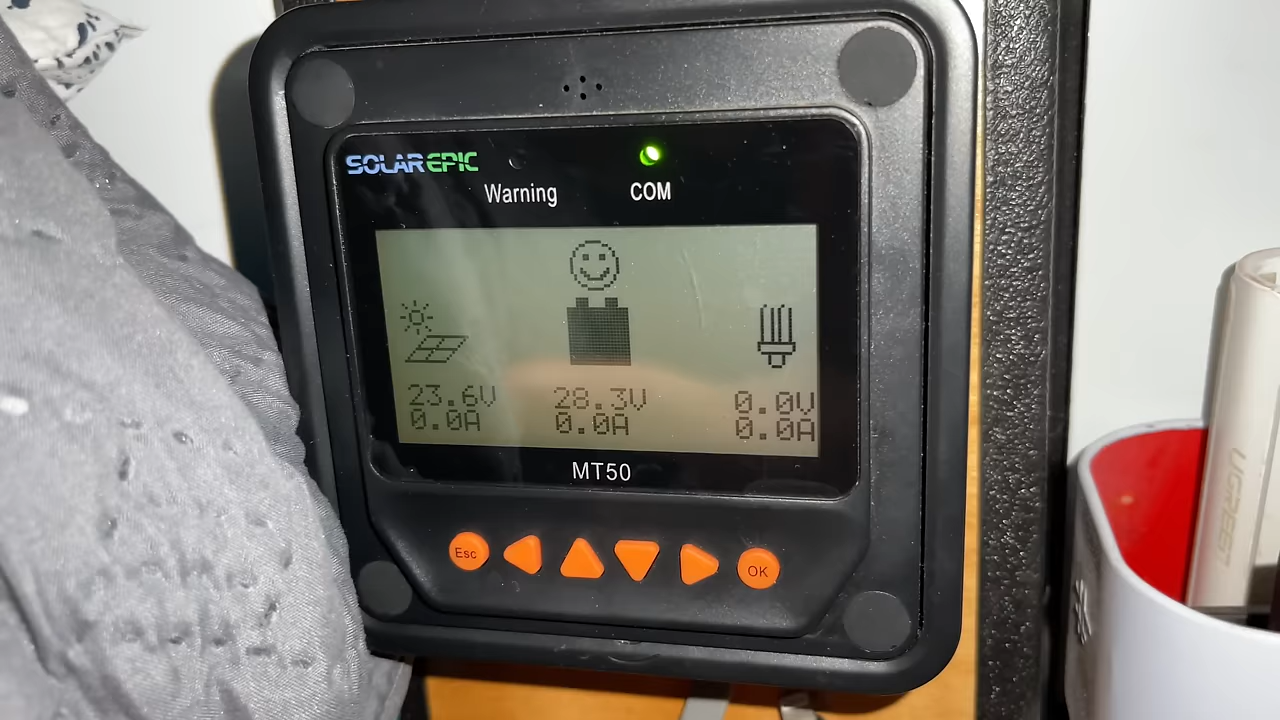 SOLAR EPIC
Warning COM
23.6V 28.3V 0.0V
0.0A 0.0A 0.0A
MT50
Esc OK
UGREEN